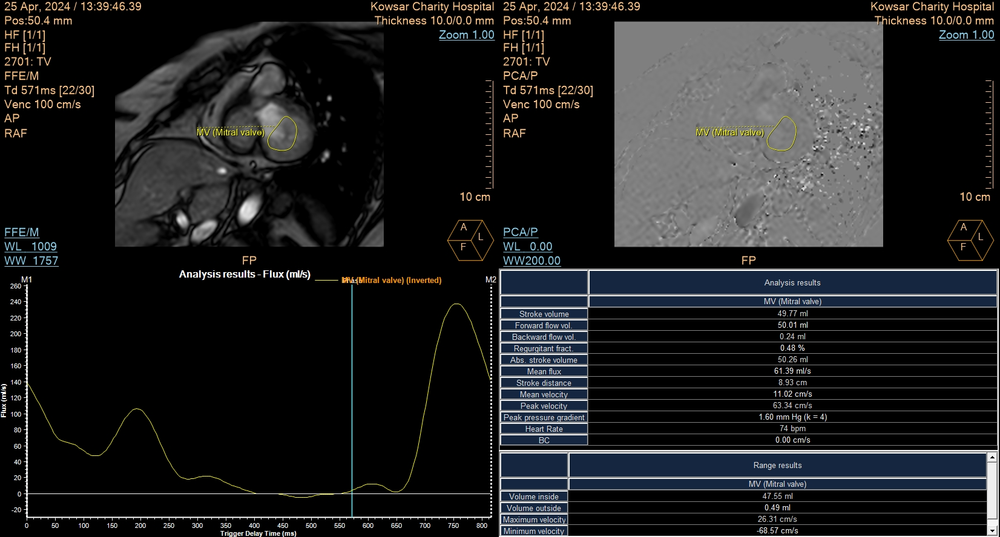 25 Apr, 2024 / 13:39:46.39
Kowsar Charity Hospital
Pos:50.4 mm
Thickness 10.0/0.0 mm
HF [1/1]
Zoom 1.00
FH [1/1]
2701: TV
FFE/M
Td 571ms [22/30]
Venc 100 cm/s
AP
RAF
MV (Mitral valve)
10 cm
FFE/M
WL 1009
WW 1757
A
L
F
FP
25 Apr, 2024 / 13:39:46.39
Kowsar Charity Hospital
Pos:50.4 mm
Thickness 10.0/0.0 mm
HF [1/1]
Zoom 1.00
FH [1/1]
2701: TV
PCA/P
Td 571ms [22/30]
Venc 100 cm/s
AP
RAF
MV (Mitral valve)
10 cm
PCA/P
WL 0.00
WW200.00
A
L
F
FP
Analysis results - Flux (ml/s)
MV (Mitral valve) (Inverted)
Phase
M1
M2
260
240
220
200
180
160
140
120
100
80
60
40
20
0
-20
Flux (ml/s)
0 50 100 150 200 250 300 350 400 450 500 550 600 650 700 750 800
Trigger Delay Time (ms)
Analysis results
MV (Mitral valve)
Stroke volume 49.77 ml
Forward flow vol. 50.01 ml
Backward flow vol. 0.24 ml
Regurgitant fract. 0.48 %
Abs. stroke volume 50.26 ml
Mean flux 61.39 ml/s
Stroke distance 8.93 cm
Mean velocity 11.02 cm/s
Peak velocity 63.34 cm/s
Peak pressure gradient 1.60 mm Hg (k = 4)
Heart Rate 74 bpm
BC 0.00 cm/s
Range results
MV (Mitral valve)
Volume inside 47.55 ml
Volume outside 0.49 ml
Maximum velocity 26.31 cm/s
Minimum velocity -68.57 cm/s